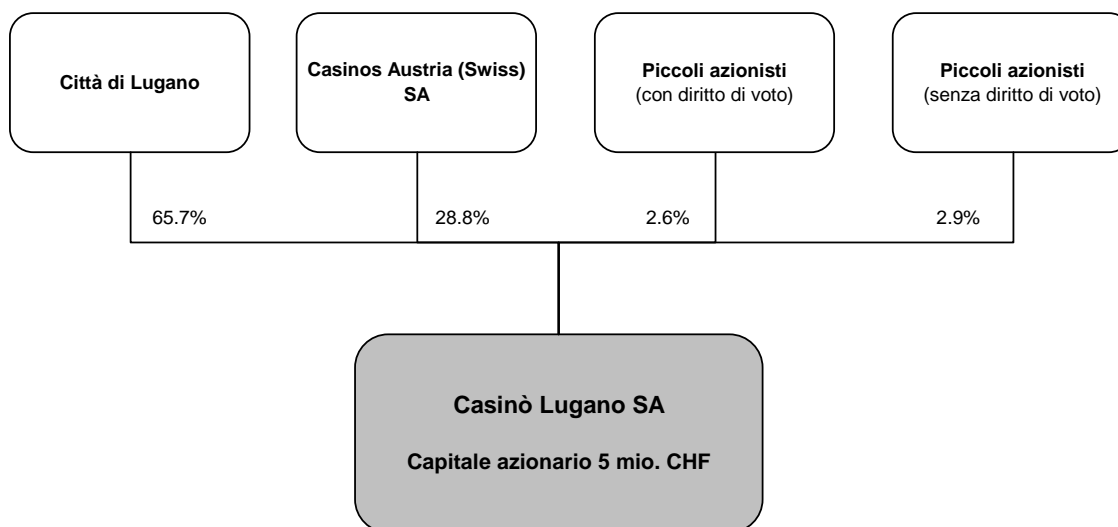 Città di Lugano
Casinos Austria (Swiss)
SA
Piccoli azionisti
(con diritto di voto)
Piccoli azionisti
(senza diritto di voto)
65.7%
28.8%
2.6%
2.9%
Casinò Lugano SA
Capitale azionario 5 mio. CHF